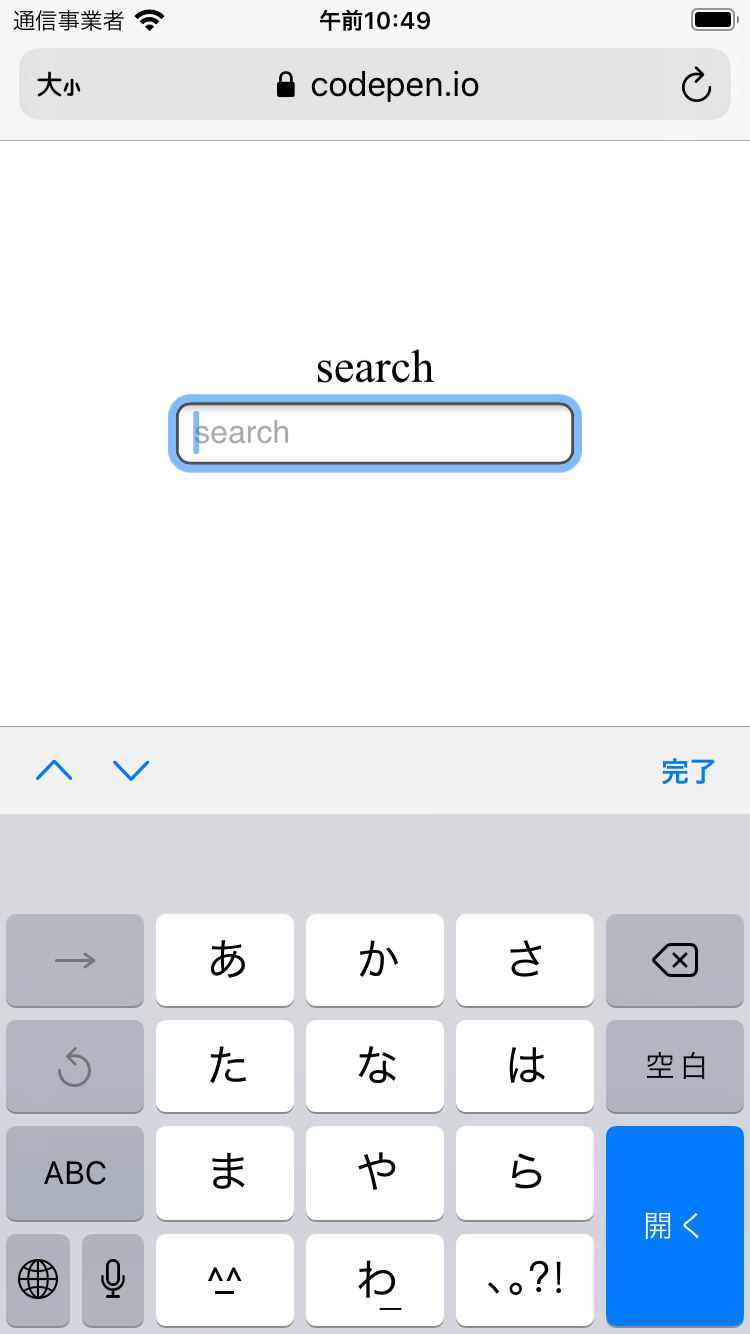 通信事業者 午前10:49
大小 codepen.io
search
search
完了
→ あ か さ
た な は 空白
ABC ま や ら
開く
^_^ わ_ 、。?!